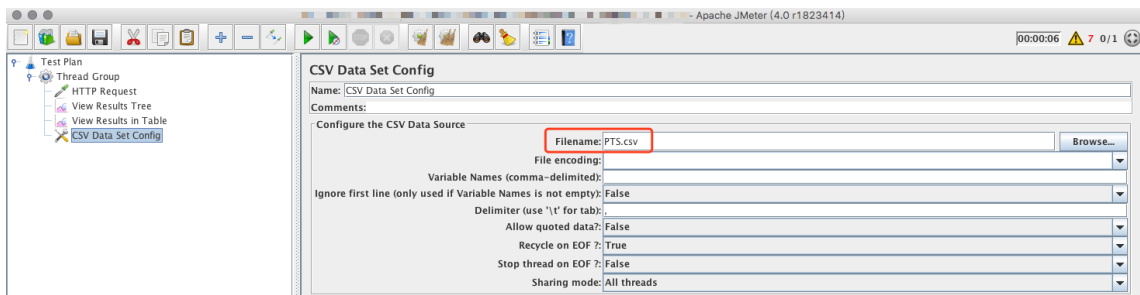 - Apache JMeter (4.0 r1823414)
00:00:06 7 0/1
Test Plan
Thread Group
HTTP Request
View Results Tree
View Results in Table
CSV Data Set Config
CSV Data Set Config
Name: CSV Data Set Config
Comments:
Configure the CSV Data Source
Filename: PTS.csv Browse...
File encoding:
Variable Names (comma-delimited):
Ignore first line (only used if Variable Names is not empty): False
Delimiter (use '\t' for tab): ,
Allow quoted data?: False
Recycle on EOF ?: True
Stop thread on EOF ?: False
Sharing mode: All threads